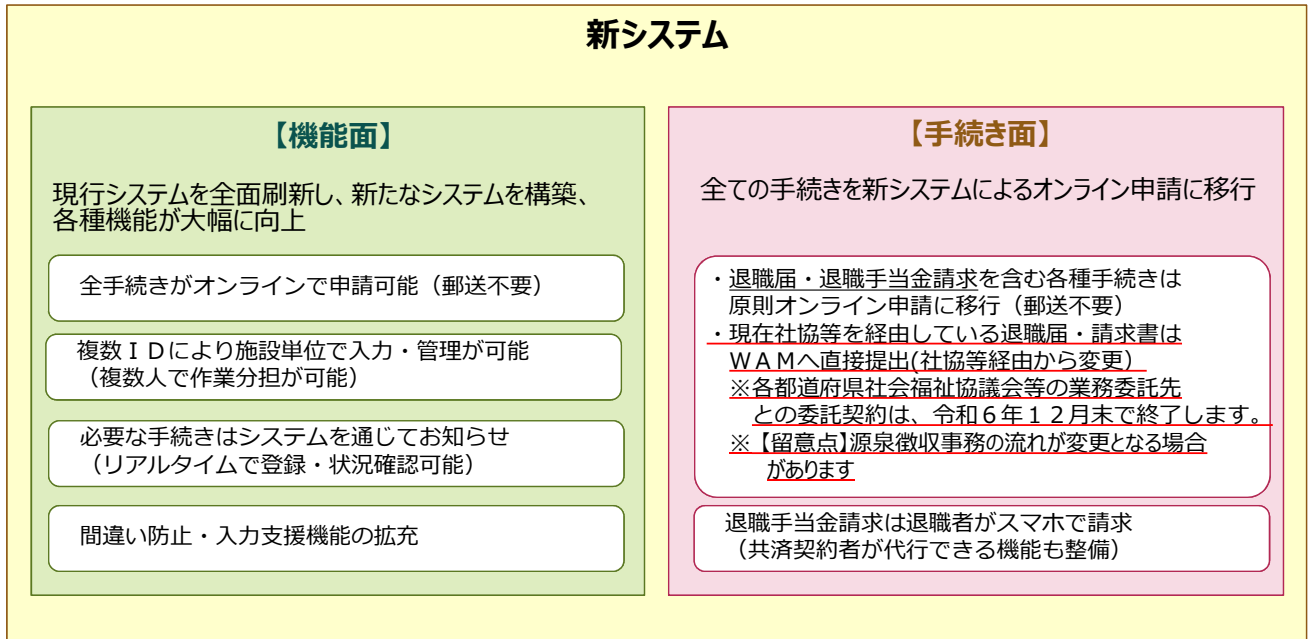 新システム
【機能面】
現行システムを全面刷新し、新たなシステムを構築、
各種機能が大幅に向上
全手続きがオンラインで申請可能（郵送不要）
複数ＩＤにより施設単位で入力・管理が可能
（複数人で作業分担が可能）
必要な手続きはシステムを通じてお知らせ
（リアルタイムで登録・状況確認可能）
間違い防止・入力支援機能の拡充
【手続き面】
全ての手続きを新システムによるオンライン申請に移行
・退職届・退職手当金請求を含む各種手続きは
原則オンライン申請に移行（郵送不要）
・現在社協等を経由している退職届・請求書は
ＷＡＭへ直接提出(社協等経由から変更）
※各都道府県社会福祉協議会等の業務委託先
との委託契約は、令和６年１２月末で終了します。
※【留意点】源泉徴収事務の流れが変更となる場合
があります
退職手当金請求は退職者がスマホで請求
（共済契約者が代行できる機能も整備）